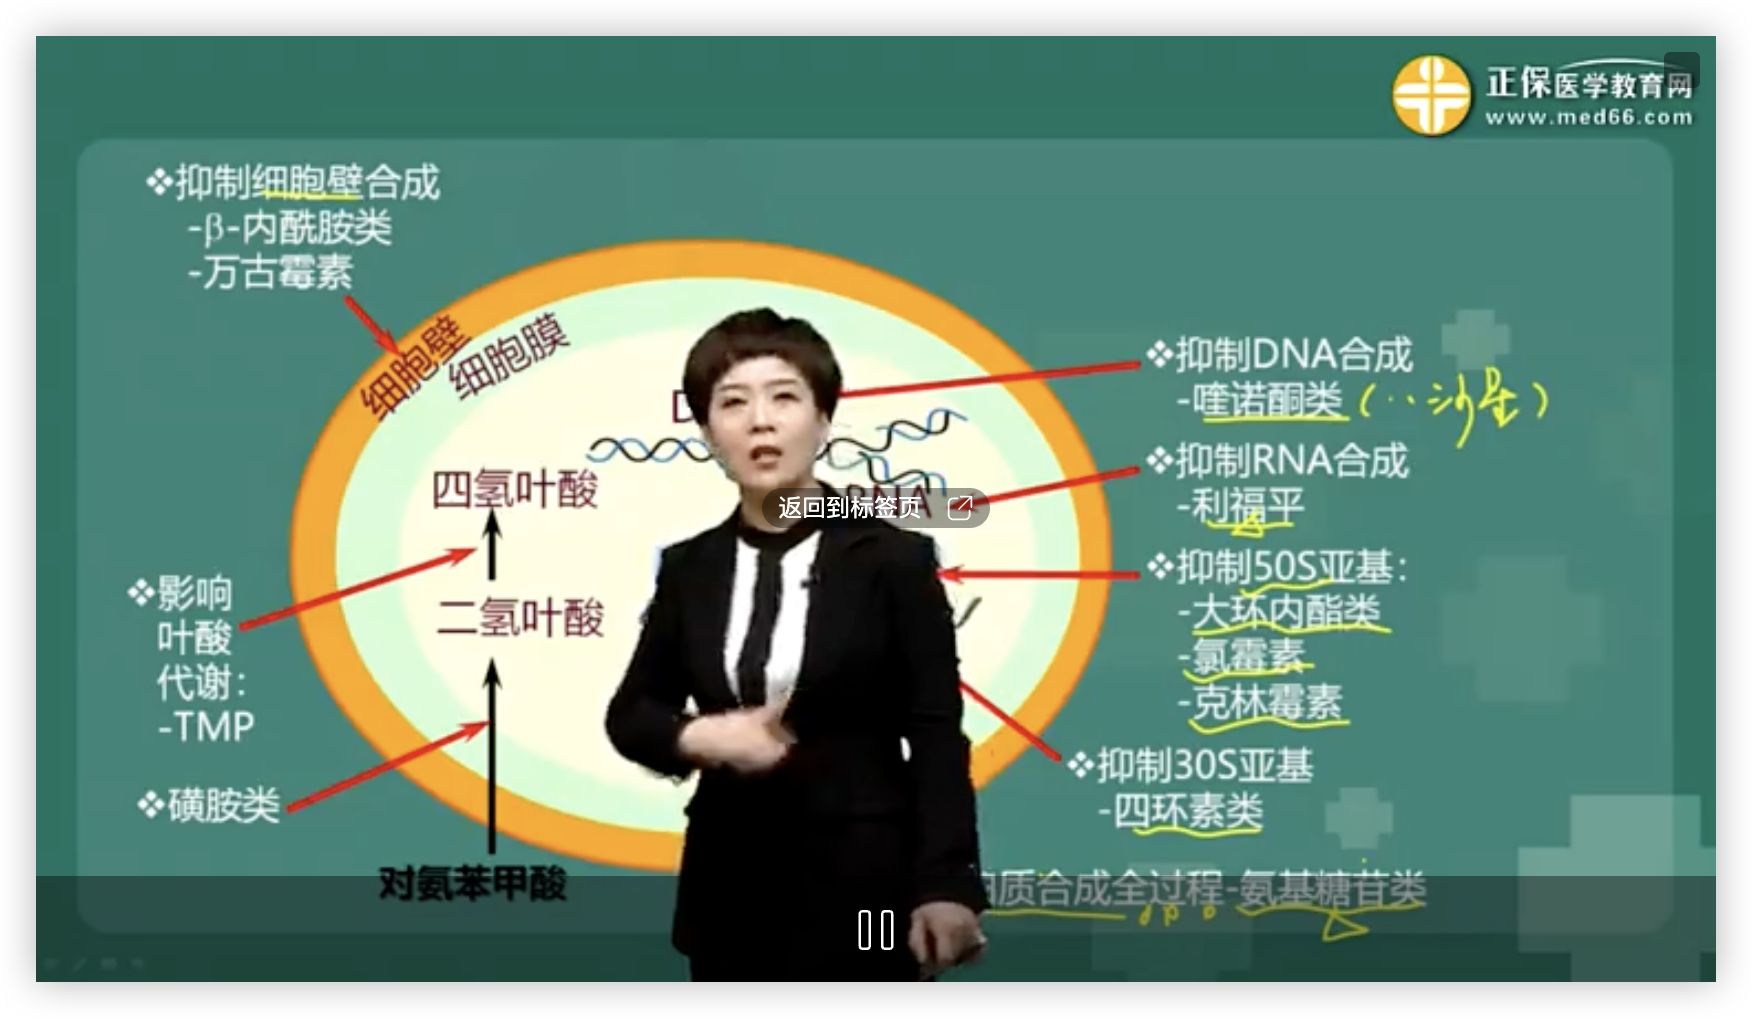 正保医学教育网
www.med66.com
❖抑制细胞壁合成
-β-内酰胺类
-万古霉素
细胞壁
细胞膜
❖抑制DNA合成
-喹诺酮类(··沙星)
D
❖抑制RNA合成
-利福平
四氢叶酸
返回到标签页
❖抑制50S亚基：
-大环内酯类
-氯霉素
-克林霉素
❖影响
叶酸
代谢：
-TMP
二氢叶酸
❖抑制30S亚基
-四环素类
❖磺胺类
对氨苯甲酸
质合成全过程-氨基糖苷类